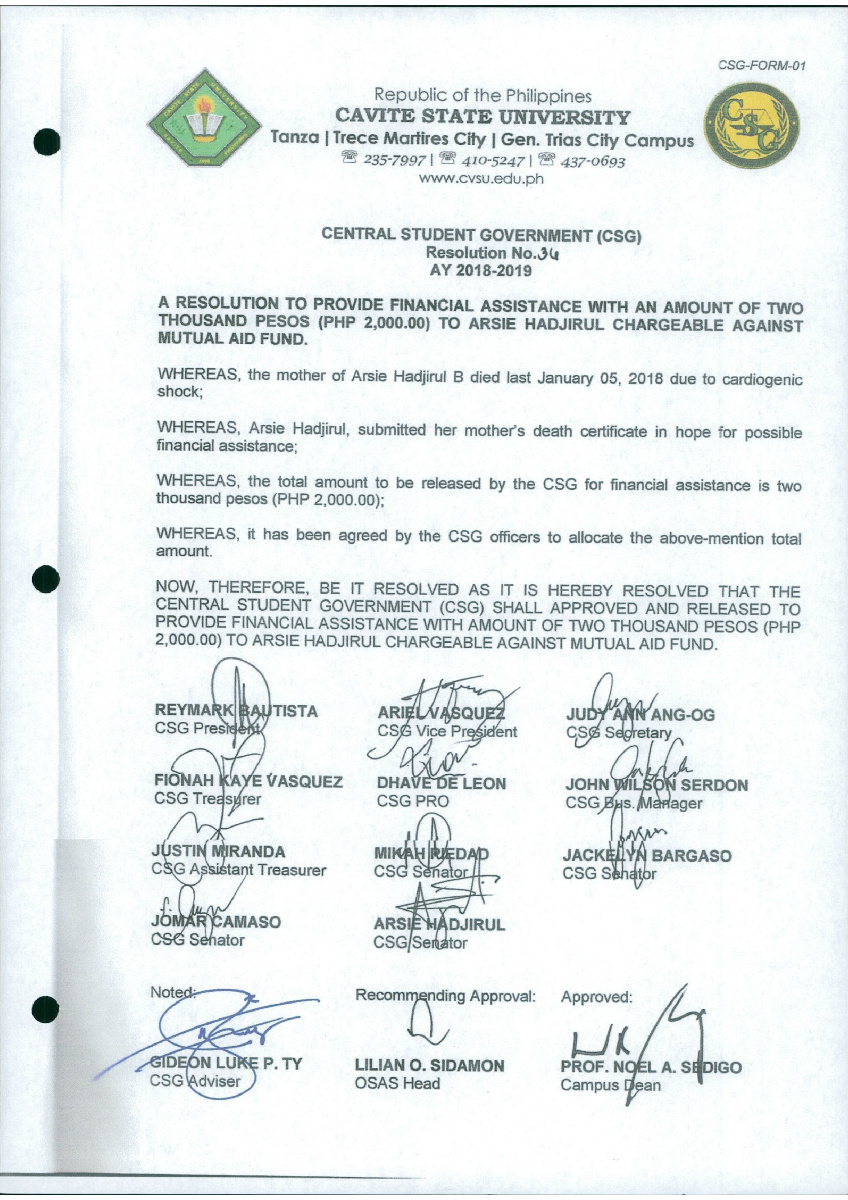 CSG-FORM-01
Republic of the Philippines
CAVITE STATE UNIVERSITY
Tanza | Trece Martires City | Gen. Trias City Campus
☏ 235-7997 | ☏ 410-5247 | ☏ 437-0693
www.cvsu.edu.ph
CSG
CENTRAL STUDENT GOVERNMENT (CSG)
Resolution No.34
AY 2018-2019
A RESOLUTION TO PROVIDE FINANCIAL ASSISTANCE WITH AN AMOUNT OF TWO
THOUSAND PESOS (PHP 2,000.00) TO ARSIE HADJIRUL CHARGEABLE AGAINST
MUTUAL AID FUND.
WHEREAS, the mother of Arsie Hadjirul B died last January 05, 2018 due to cardiogenic
shock;
WHEREAS, Arsie Hadjirul, submitted her mother's death certificate in hope for possible
financial assistance;
WHEREAS, the total amount to be released by the CSG for financial assistance is two
thousand pesos (PHP 2,000.00);
WHEREAS, it has been agreed by the CSG officers to allocate the above-mention total
amount.
NOW, THEREFORE, BE IT RESOLVED AS IT IS HEREBY RESOLVED THAT THE
CENTRAL STUDENT GOVERNMENT (CSG) SHALL APPROVED AND RELEASED TO
PROVIDE FINANCIAL ASSISTANCE WITH AMOUNT OF TWO THOUSAND PESOS (PHP
2,000.00) TO ARSIE HADJIRUL CHARGEABLE AGAINST MUTUAL AID FUND.
REYMARK BAUTISTA ARIEL VASQUEZ JUDY ANN ANG-OG
CSG President CSG Vice President CSG Secretary
FIONAH KAYE VASQUEZ DHAVE DE LEON JOHN WILSON SERDON
CSG Treasurer CSG PRO CSG Bus. Manager
JUSTIN MIRANDA MIKAH RIEDAD JACKELYN BARGASO
CSG Assistant Treasurer CSG Senator CSG Senator
JOMAR CAMASO ARSIE HADJIRUL
CSG Senator CSG Senator
Noted: Recommending Approval: Approved:
GIDEON LUKE P. TY LILIAN O. SIDAMON PROF. NOEL A. SEDIGO
CSG Adviser OSAS Head Campus Dean